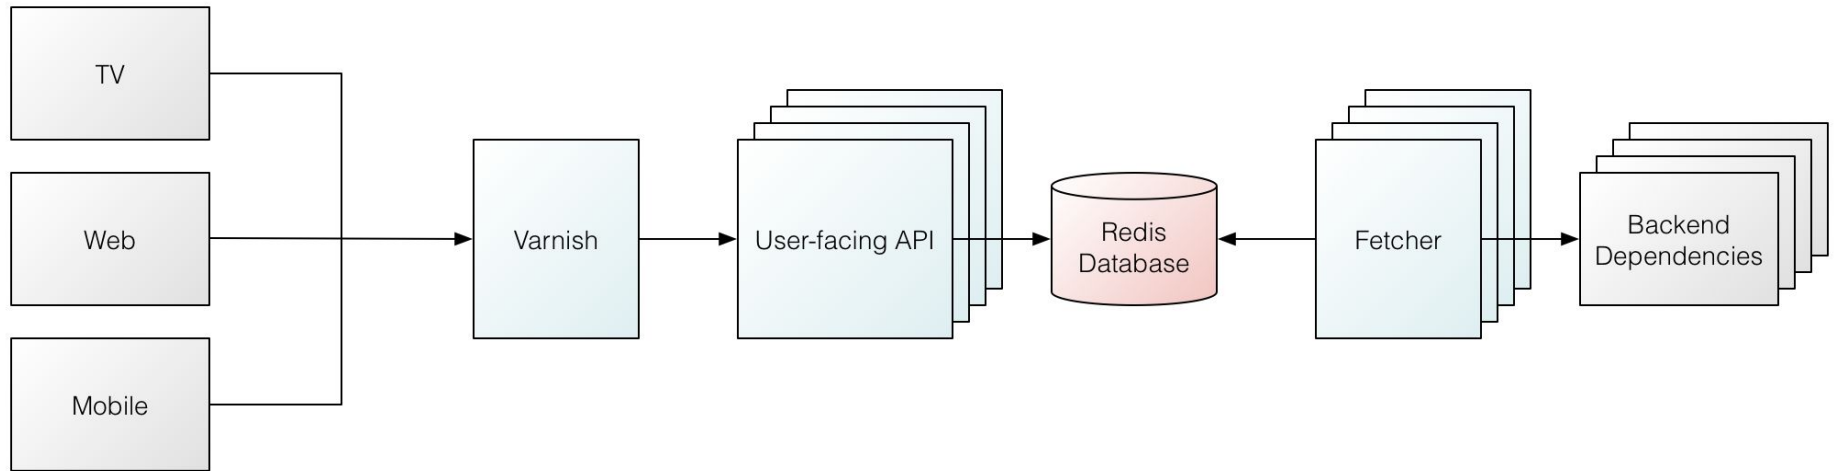 TV
Web
Mobile
Varnish
User-facing API
Redis
Database
Fetcher
Backend
Dependencies